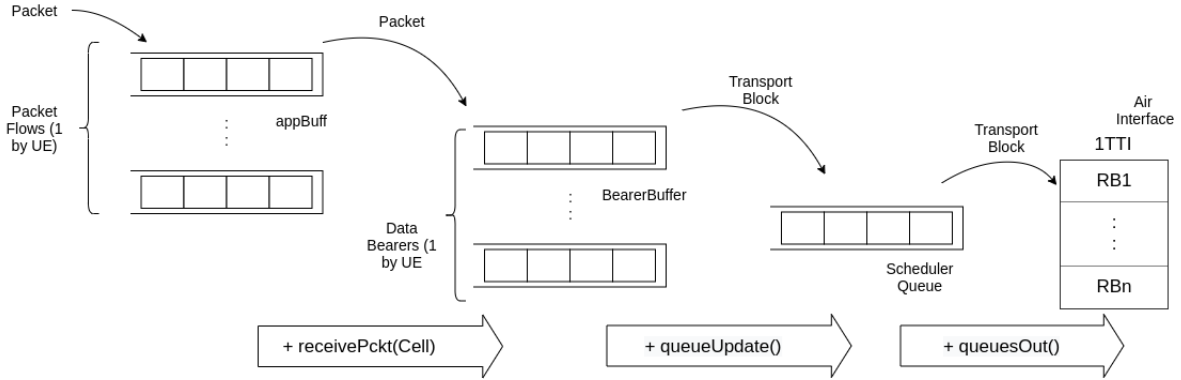 Packet
Packet
Flows (1
by UE)
appBuff
Packet
Data
Bearers (1
by UE
BearerBuffer
Transport
Block
Scheduler
Queue
Transport
Block
Air
Interface
1TTI
RB1
RBn
+ receivePckt(Cell)
+ queueUpdate()
+ queuesOut()